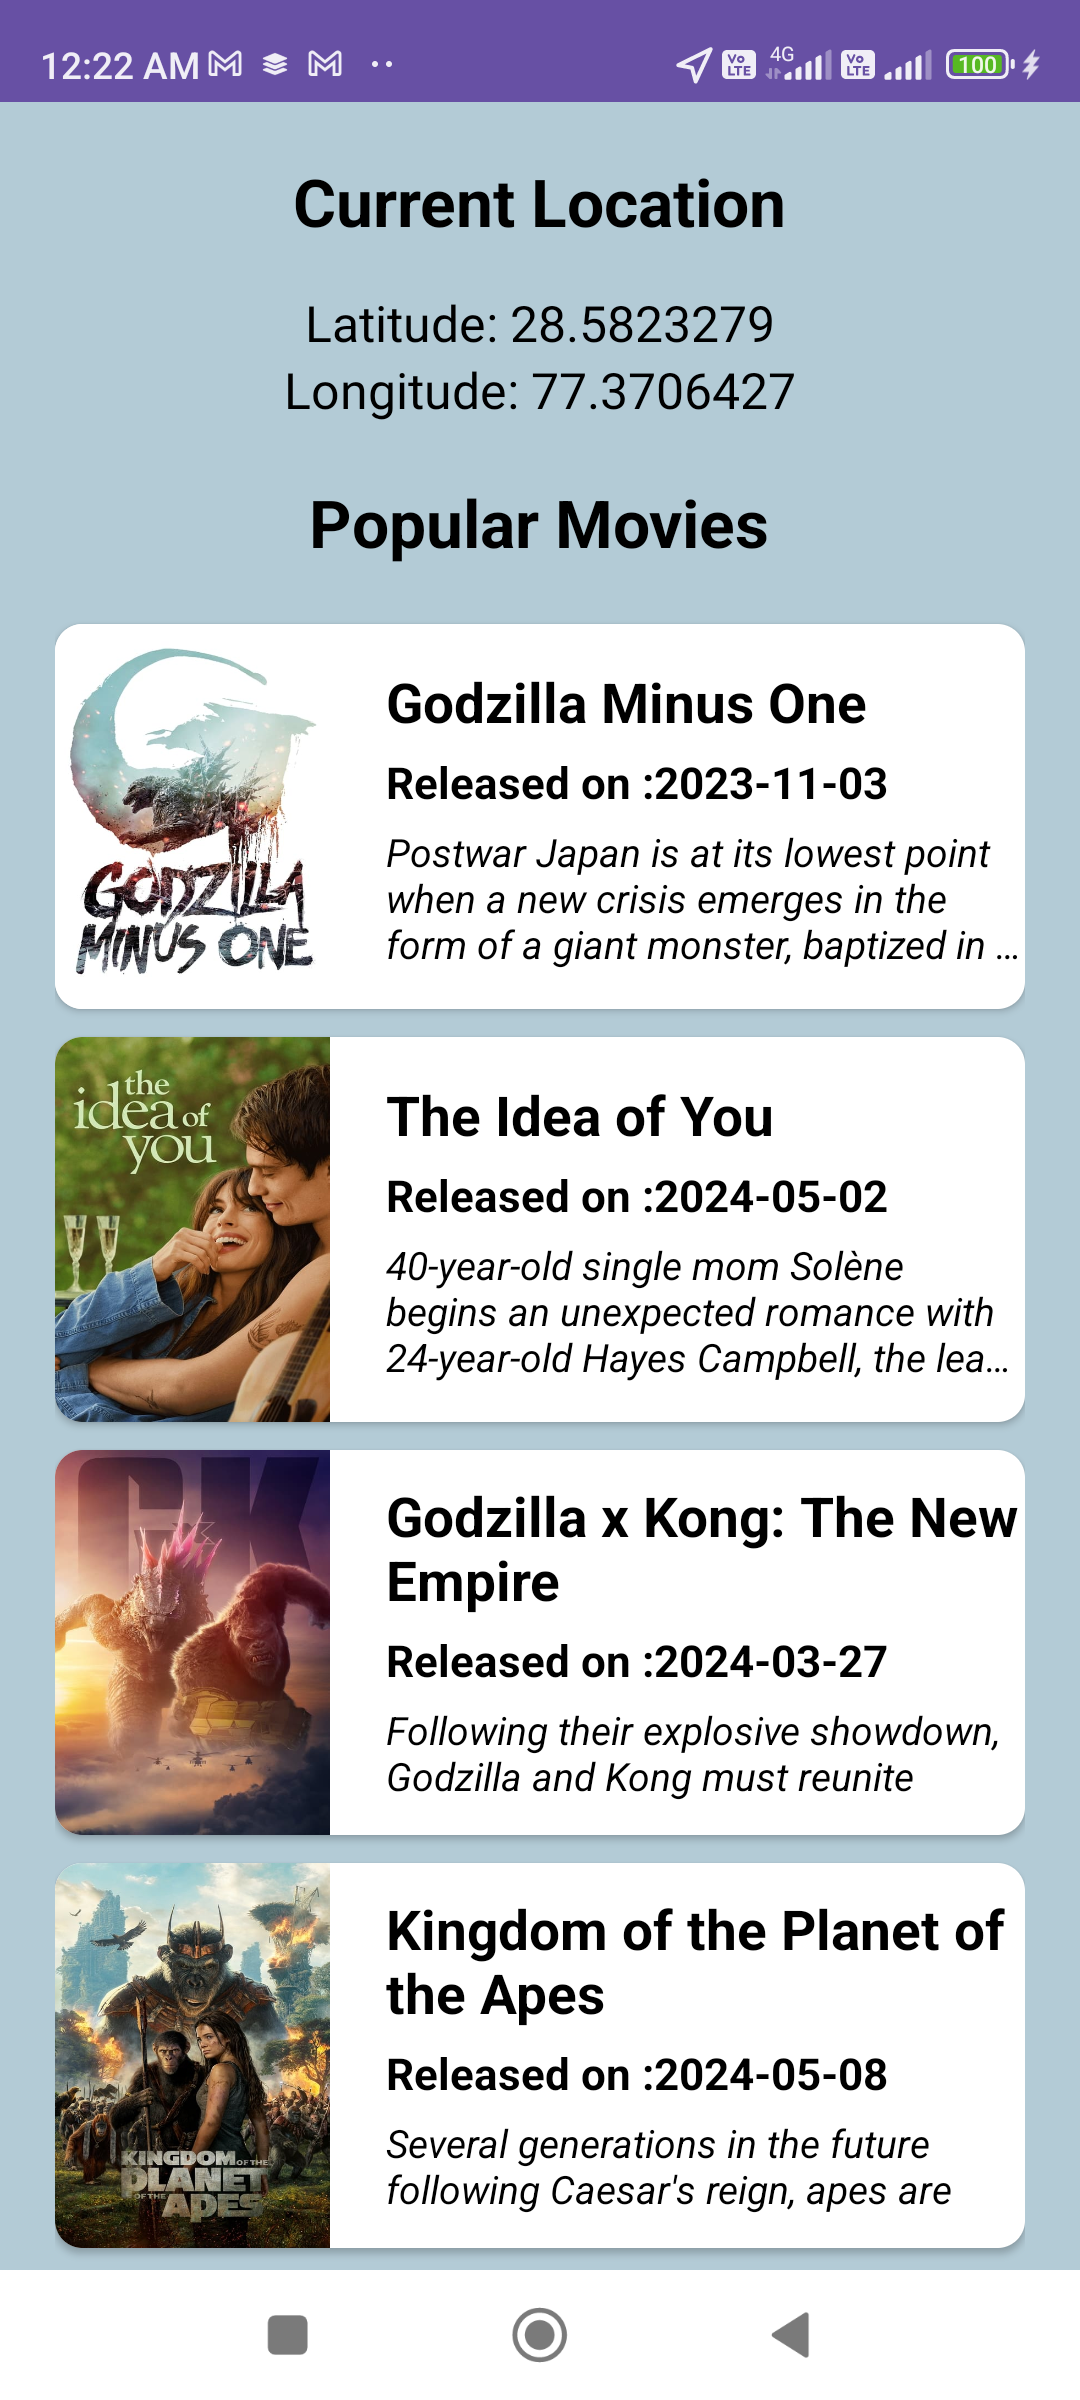 12:22 AM
4G
Vo LTE
Vo LTE
100
Current Location
Latitude: 28.5823279
Longitude: 77.3706427
Popular Movies
GODZILLA
MINUS ONE
Godzilla Minus One
Released on :2023-11-03
Postwar Japan is at its lowest point
when a new crisis emerges in the
form of a giant monster, baptized in ...
the
idea of
you
The Idea of You
Released on :2024-05-02
40-year-old single mom Solène
begins an unexpected romance with
24-year-old Hayes Campbell, the lea...
GK
Godzilla x Kong: The New
Empire
Released on :2024-03-27
Following their explosive showdown,
Godzilla and Kong must reunite
KINGDOM OF THE
PLANET
OF THE APES
Kingdom of the Planet of
the Apes
Released on :2024-05-08
Several generations in the future
following Caesar's reign, apes are